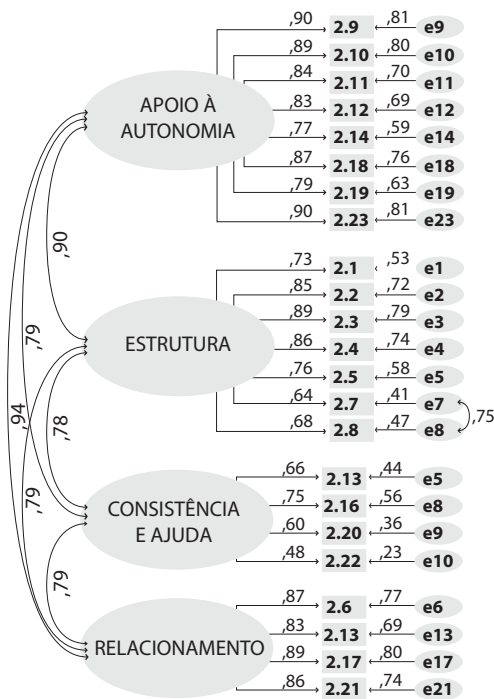 ,90 2.9 ,81 e9
,89 2.10 ,80 e10
,84 2.11 ,70 e11
APOIO À
AUTONOMIA
,83 2.12 ,69 e12
,77 2.14 ,59 e14
,87 2.18 ,76 e18
,79 2.19 ,63 e19
,90 2.23 ,81 e23
,90
,73 2.1 ,53 e1
,85 2.2 ,72 e2
,89 2.3 ,79 e3
ESTRUTURA
,86 2.4 ,74 e4
,76 2.5 ,58 e5
,64 2.7 ,41 e7
,68 2.8 ,47 e8
,75
,79
,94
,78
,79
,66 2.13 ,44 e5
CONSISTÊNCIA
E AJUDA
,75 2.16 ,56 e8
,60 2.20 ,36 e9
,48 2.22 ,23 e10
,79
,87 2.6 ,77 e6
,83 2.13 ,69 e13
RELACIONAMENTO
,89 2.17 ,80 e17
,86 2.21 ,74 e21